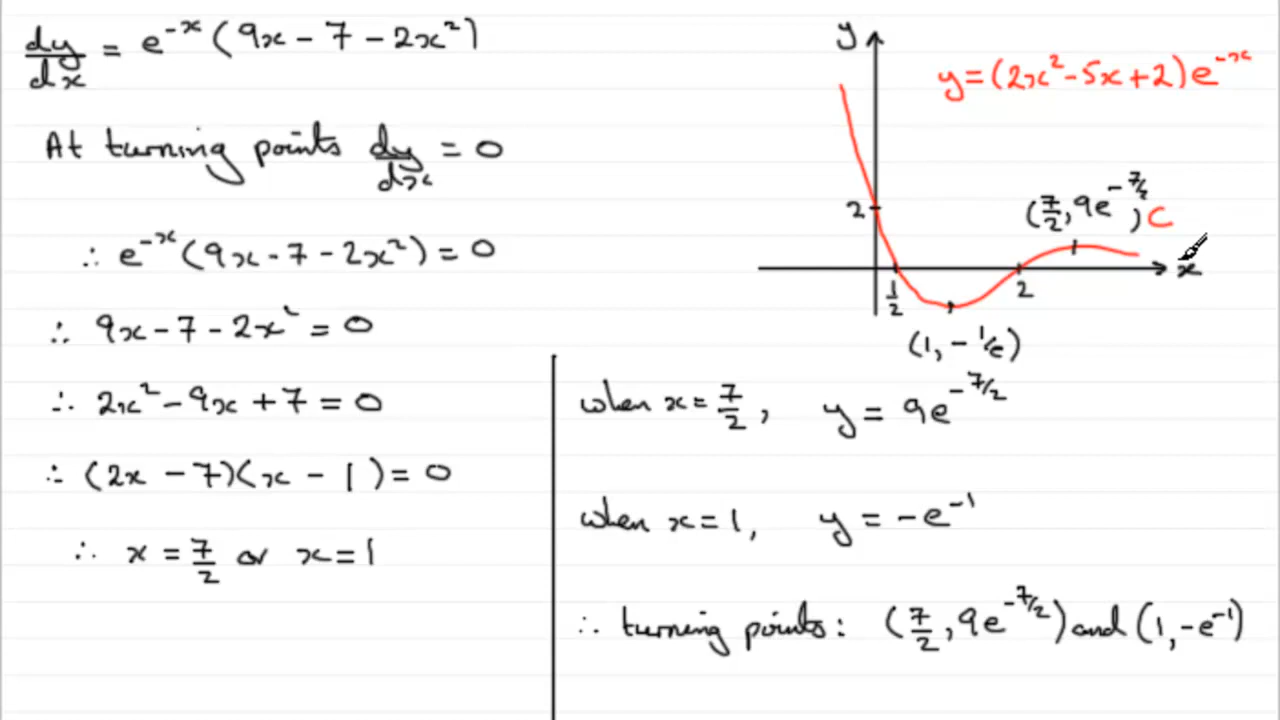 dy/dx = e^{-x} (9x - 7 - 2x²)
At turning points dy/dx = 0
∴ e^{-x} (9x - 7 - 2x²) = 0
∴ 9x - 7 - 2x² = 0
∴ 2x² - 9x + 7 = 0
∴ (2x - 7)(x - 1) = 0
∴ x = 7/2 or x = 1
y
y = (2x² - 5x + 2) e^{-x}
(7/2, 9e^{-7/2}) C
2
x
1/2
2
(1, -1/e)
when x = 7/2, y = 9e^{-7/2}
when x = 1, y = -e^{-1}
∴ turning points: (7/2, 9e^{-7/2}) and (1, -e^{-1})